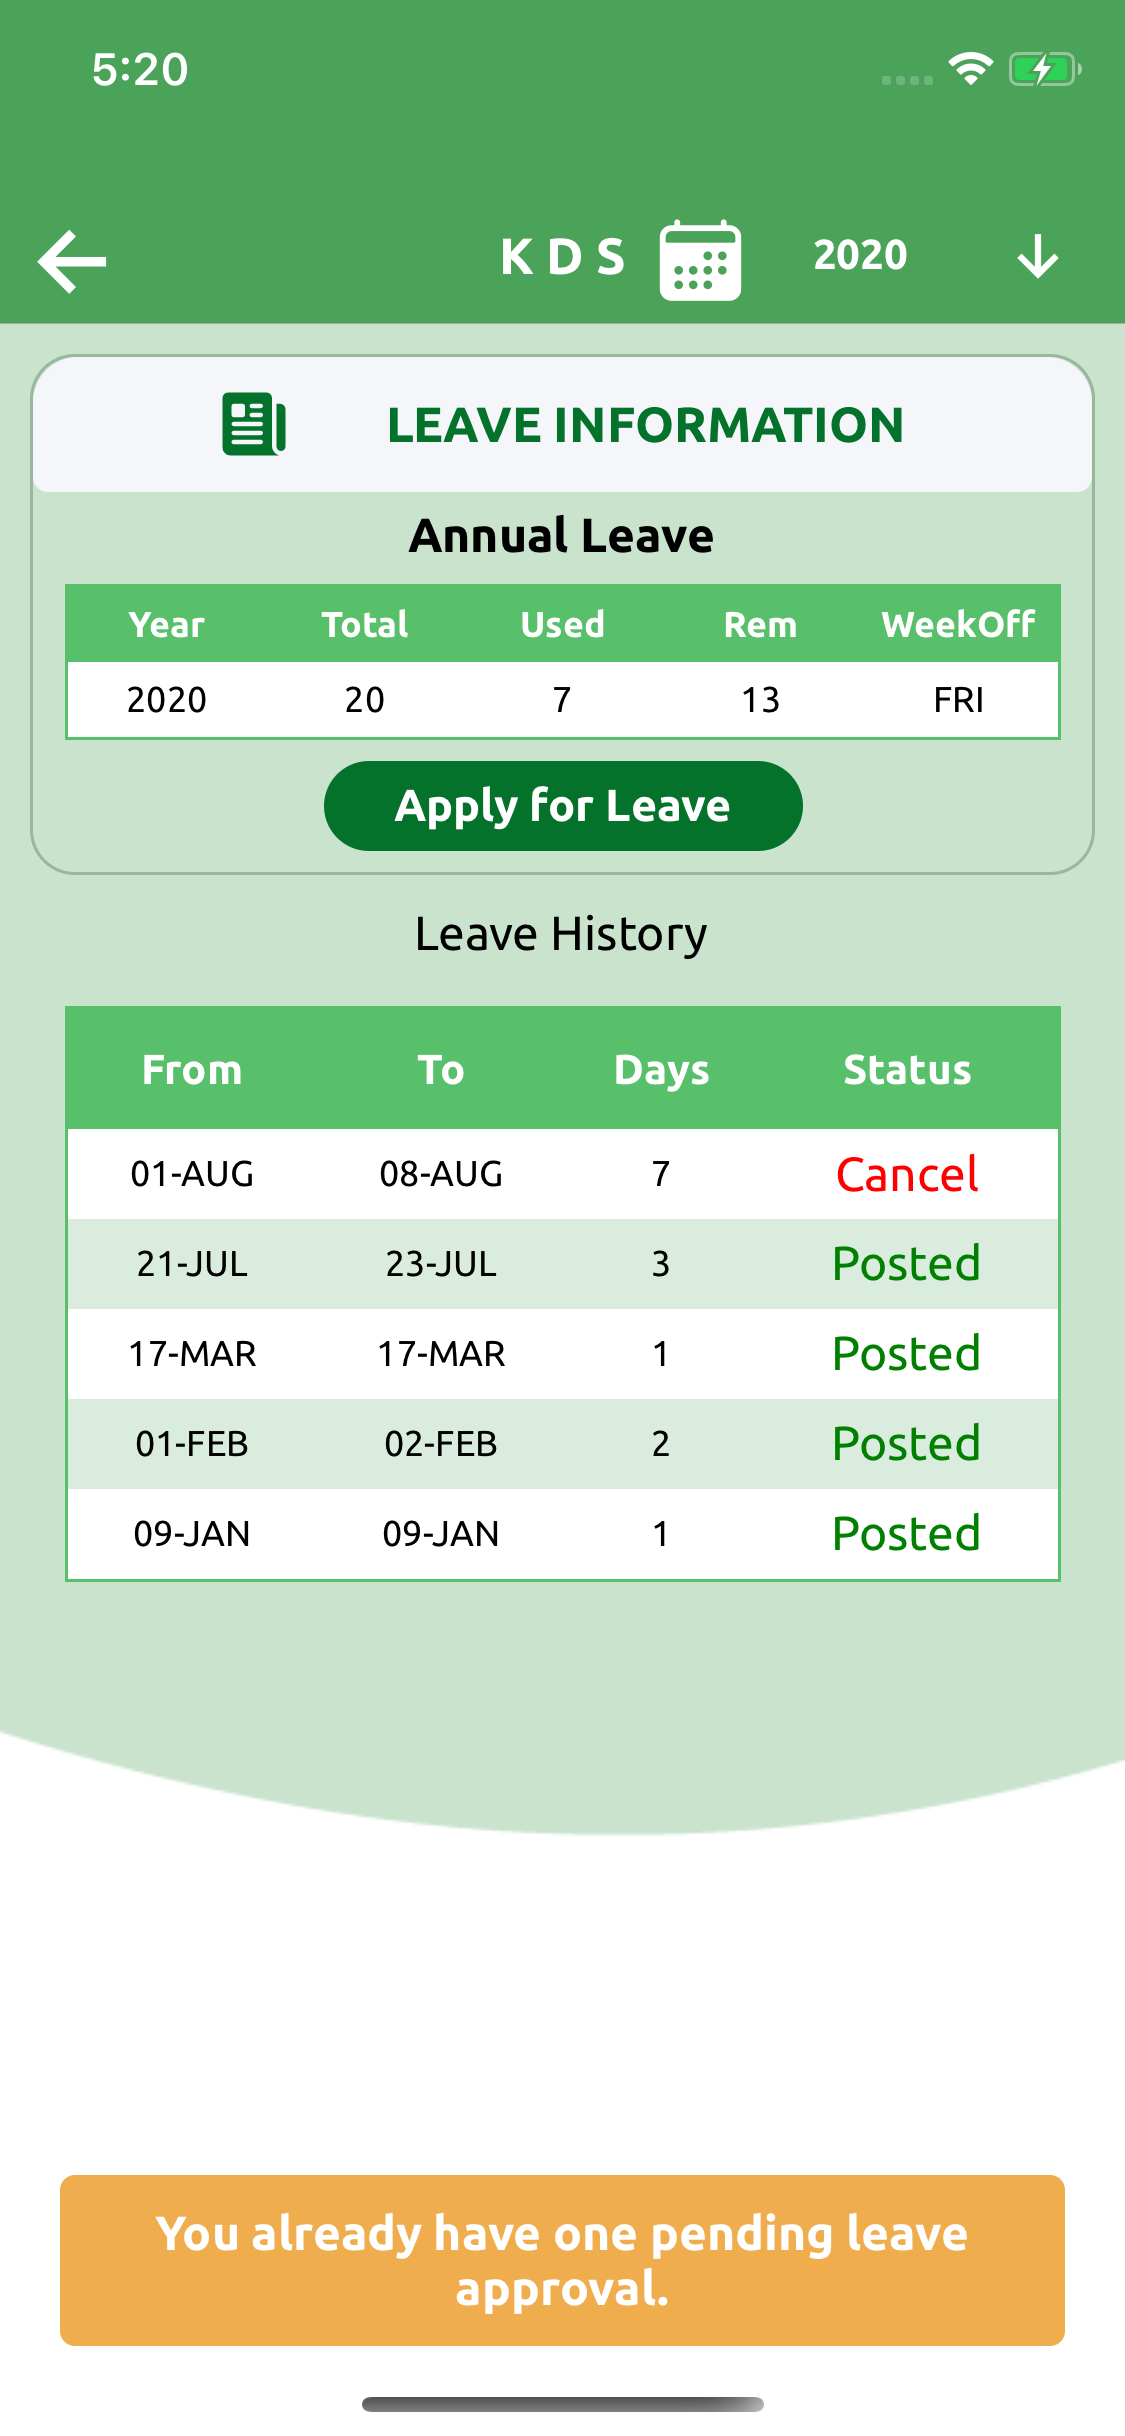 5:20
K D S 2020
LEAVE INFORMATION
Annual Leave
Year Total Used Rem WeekOff
2020 20 7 13 FRI
Apply for Leave
Leave History
From To Days Status
01-AUG 08-AUG 7 Cancel
21-JUL 23-JUL 3 Posted
17-MAR 17-MAR 1 Posted
01-FEB 02-FEB 2 Posted
09-JAN 09-JAN 1 Posted
You already have one pending leave
approval.